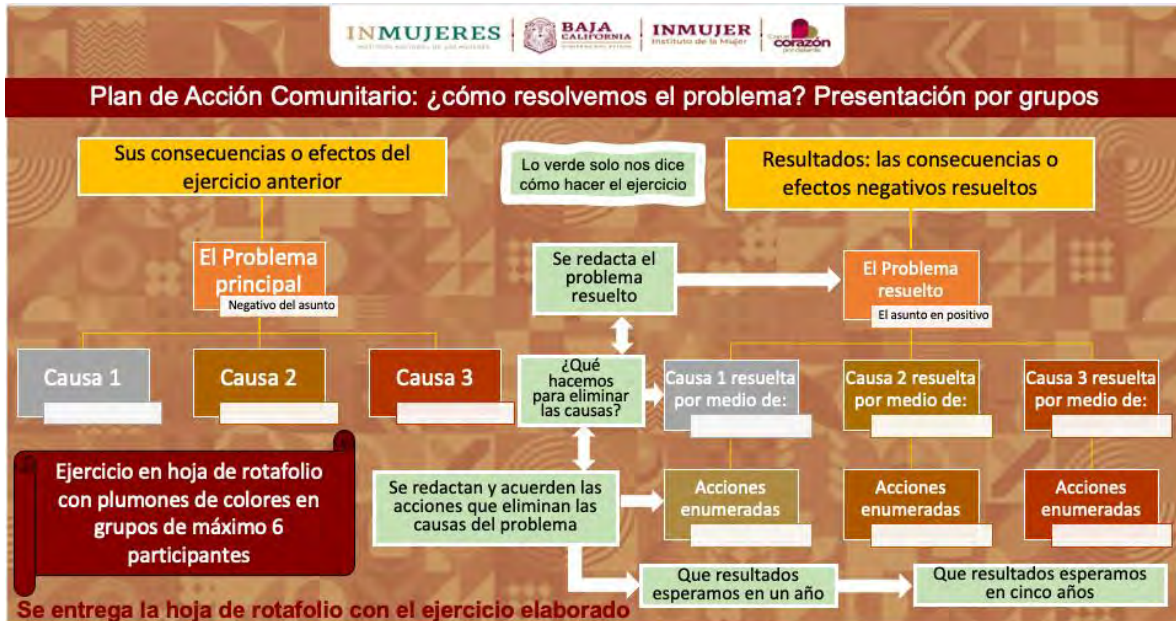 INMUJERES
INSTITUTO NACIONAL DE LAS MUJERES
BAJA
CALIFORNIA
INMUJER
Instituto de la Mujer
corazón
por delante
Plan de Acción Comunitario: ¿cómo resolvemos el problema? Presentación por grupos
Sus consecuencias o efectos del
ejercicio anterior
Lo verde solo nos dice
cómo hacer el ejercicio
Resultados: las consecuencias o
efectos negativos resueltos
El Problema
principal
Negativo del asunto
Se redacta el
problema
resuelto
El Problema
resuelto
El asunto en positivo
Causa 1
Causa 2
Causa 3
¿Qué
hacemos
para eliminar
las causas?
Causa 1 resuelta
por medio de:
Causa 2 resuelta
por medio de:
Causa 3 resuelta
por medio de:
Ejercicio en hoja de rotafolio
con plumones de colores en
grupos de máximo 6
participantes
Se redactan y acuerden las
acciones que eliminan las
causas del problema
Acciones
enumeradas
Acciones
enumeradas
Acciones
enumeradas
Que resultados
esperamos en un año
Que resultados esperamos
en cinco años
Se entrega la hoja de rotafolio con el ejercicio elaborado